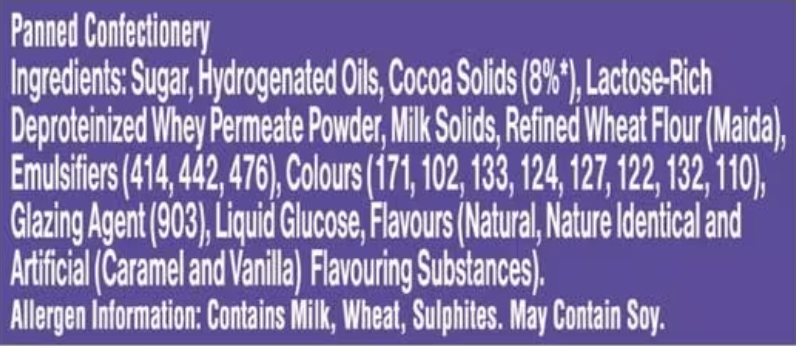 Panned Confectionery
Ingredients: Sugar, Hydrogenated Oils, Cocoa Solids (8%*), Lactose-Rich
Deproteinized Whey Permeate Powder, Milk Solids, Refined Wheat Flour (Maida),
Emulsifiers (414, 442, 476), Colours (171, 102, 133, 124, 127, 122, 132, 110),
Glazing Agent (903), Liquid Glucose, Flavours (Natural, Nature Identical and
Artificial (Caramel and Vanilla) Flavouring Substances).
Allergen Information: Contains Milk, Wheat, Sulphites. May Contain Soy.